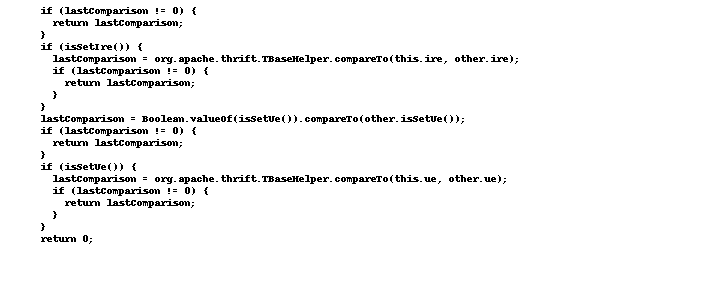 if (lastComparison != 0) {
return lastComparison;
}
if (isSetIre()) {
lastComparison = org.apache.thrift.TBaseHelper.compareTo(this.ire, other.ire);
if (lastComparison != 0) {
return lastComparison;
}
}
lastComparison = Boolean.valueOf(isSetUe()).compareTo(other.isSetUe());
if (lastComparison != 0) {
return lastComparison;
}
if (isSetUe()) {
lastComparison = org.apache.thrift.TBaseHelper.compareTo(this.ue, other.ue);
if (lastComparison != 0) {
return lastComparison;
}
}
return 0;